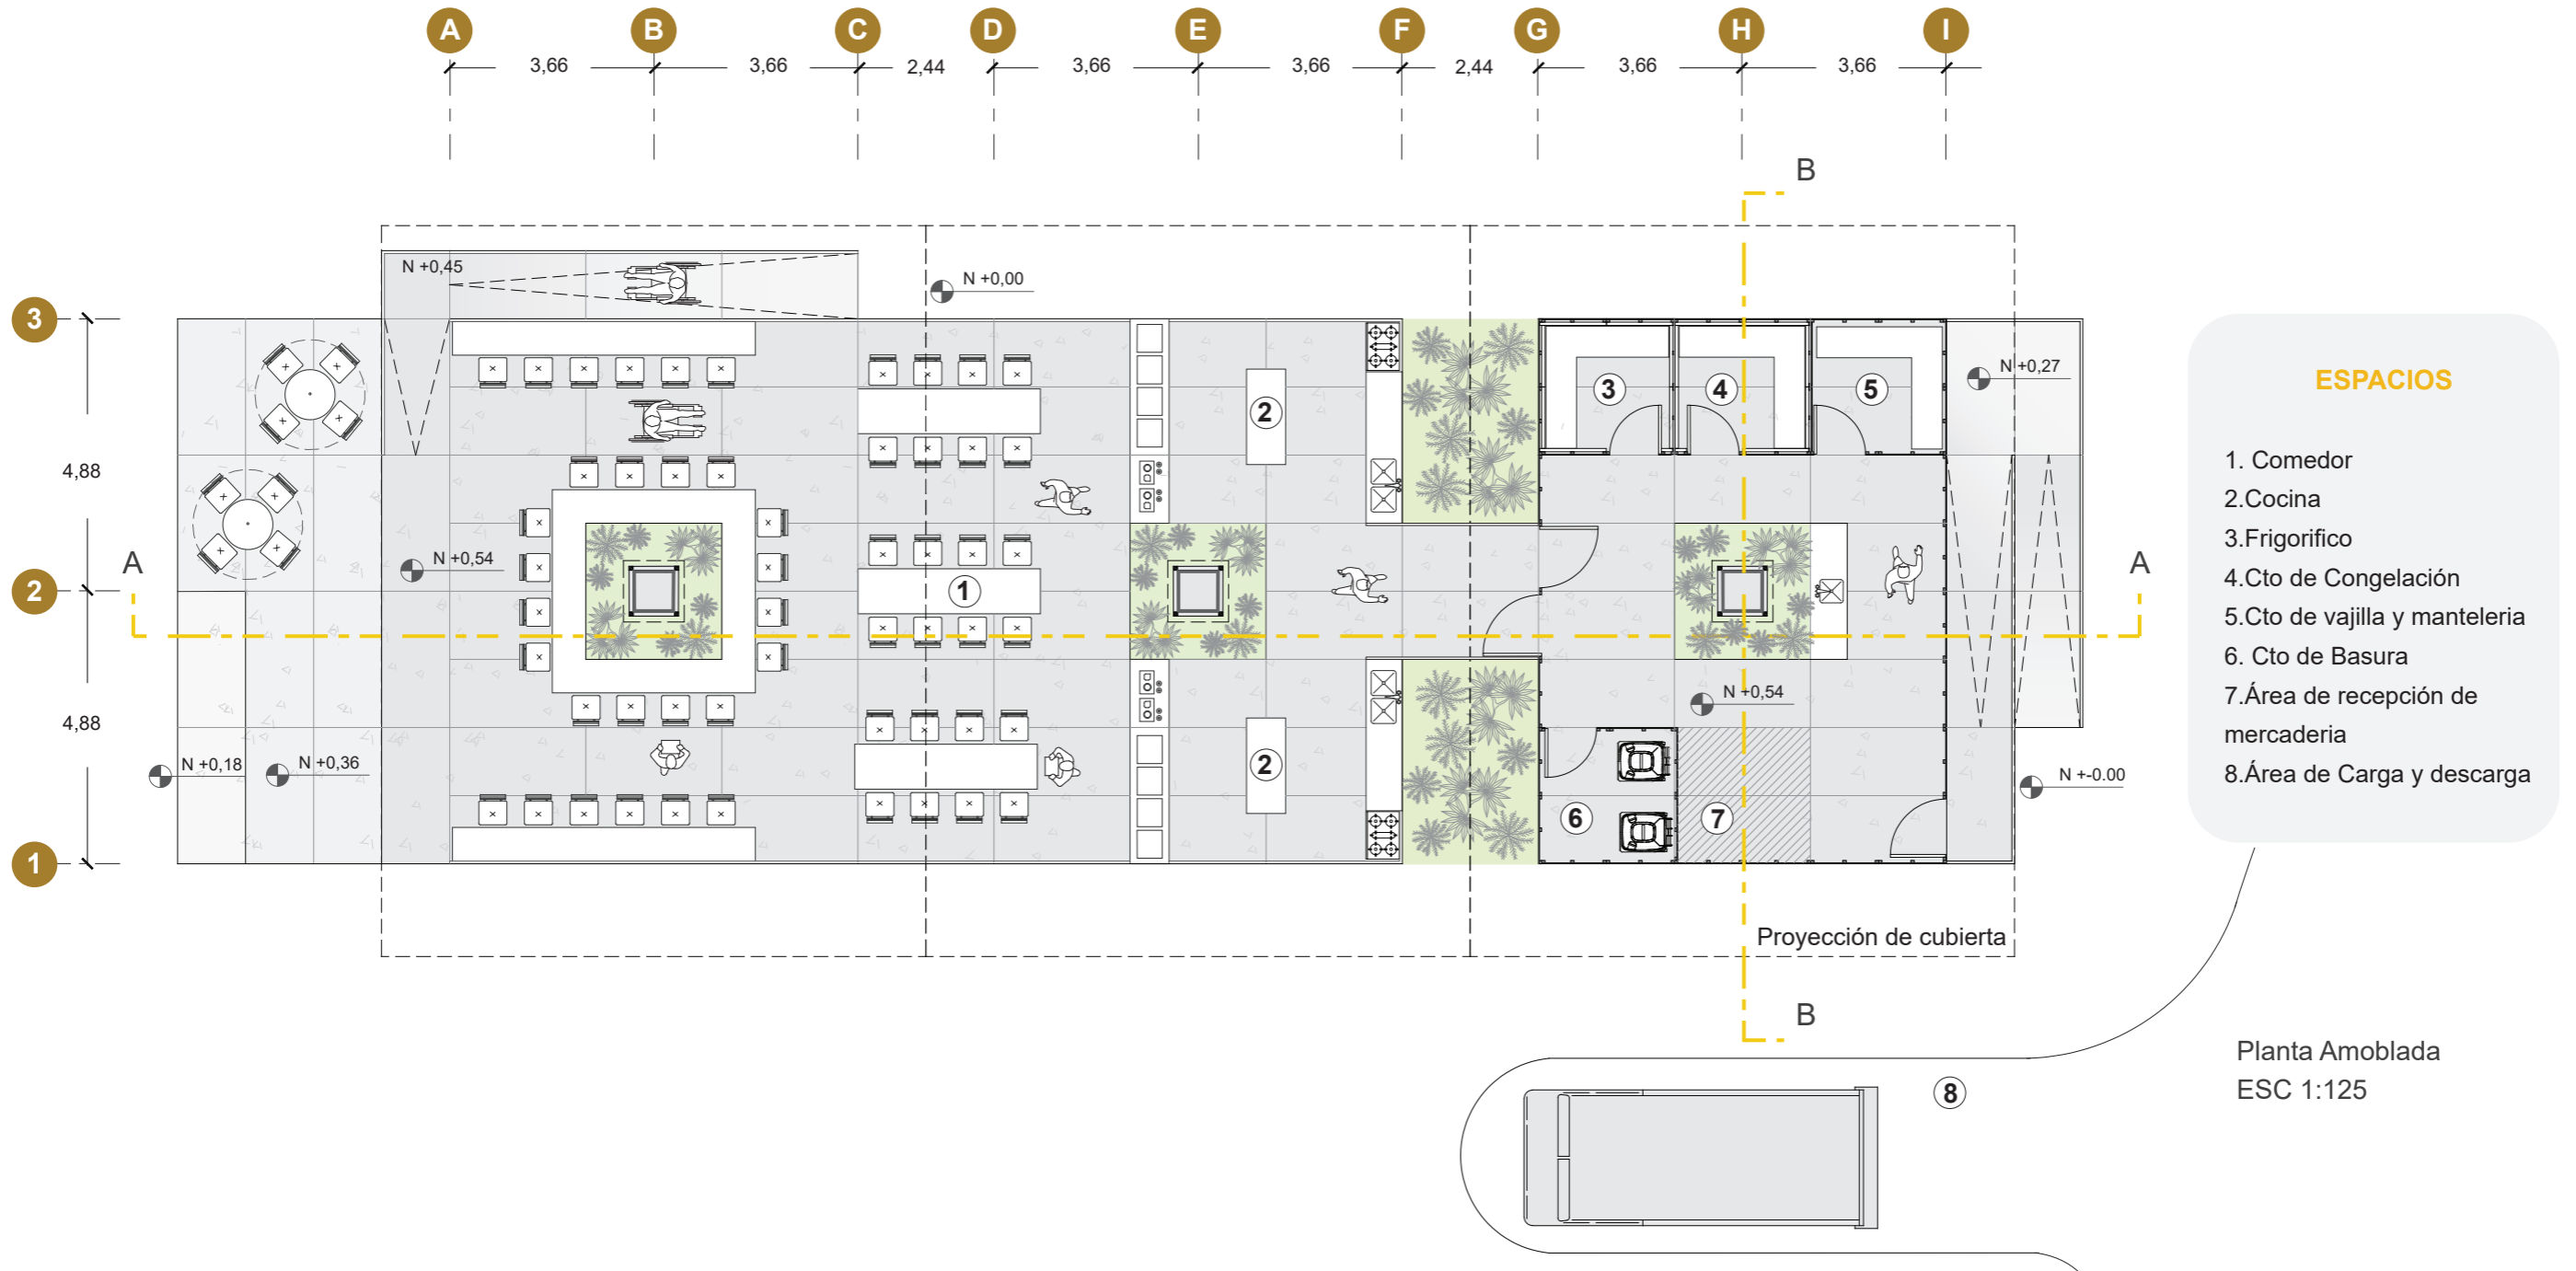 A B C D E F G H I
3,66 3,66 2,44 3,66 3,66 2,44 3,66 3,66
B
N +0,45
N +0,00
3
N +0,27
3 4 5
2
4,88
A
N +0,54
A
2
1
4,88
N +0,54
N +0,18
N +0,36
2
N +-0.00
6 7
1
Proyección de cubierta
B
8
ESPACIOS
1. Comedor
2.Cocina
3.Frigorifico
4.Cto de Congelación
5.Cto de vajilla y manteleria
6. Cto de Basura
7.Área de recepción de
mercaderia
8.Área de Carga y descarga
Planta Amoblada
ESC 1:125